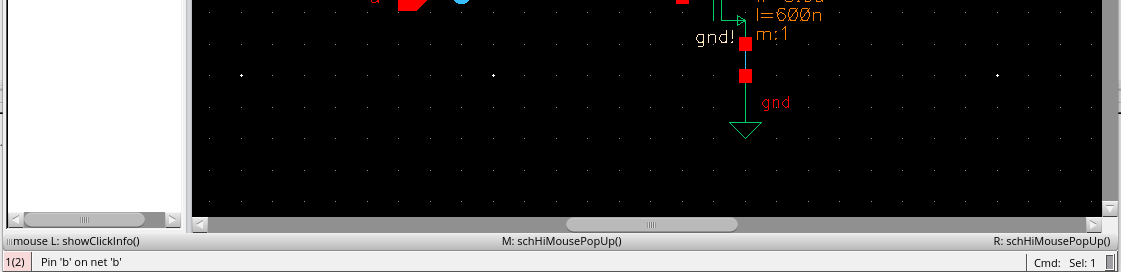 l=600n
gnd!
m:1
gnd
mouse L: showClickInfo()
M: schHiMousePopUp()
R: schHiMousePopUp()
1(2)
Pin 'b' on net 'b'
Cmd:
Sel: 1